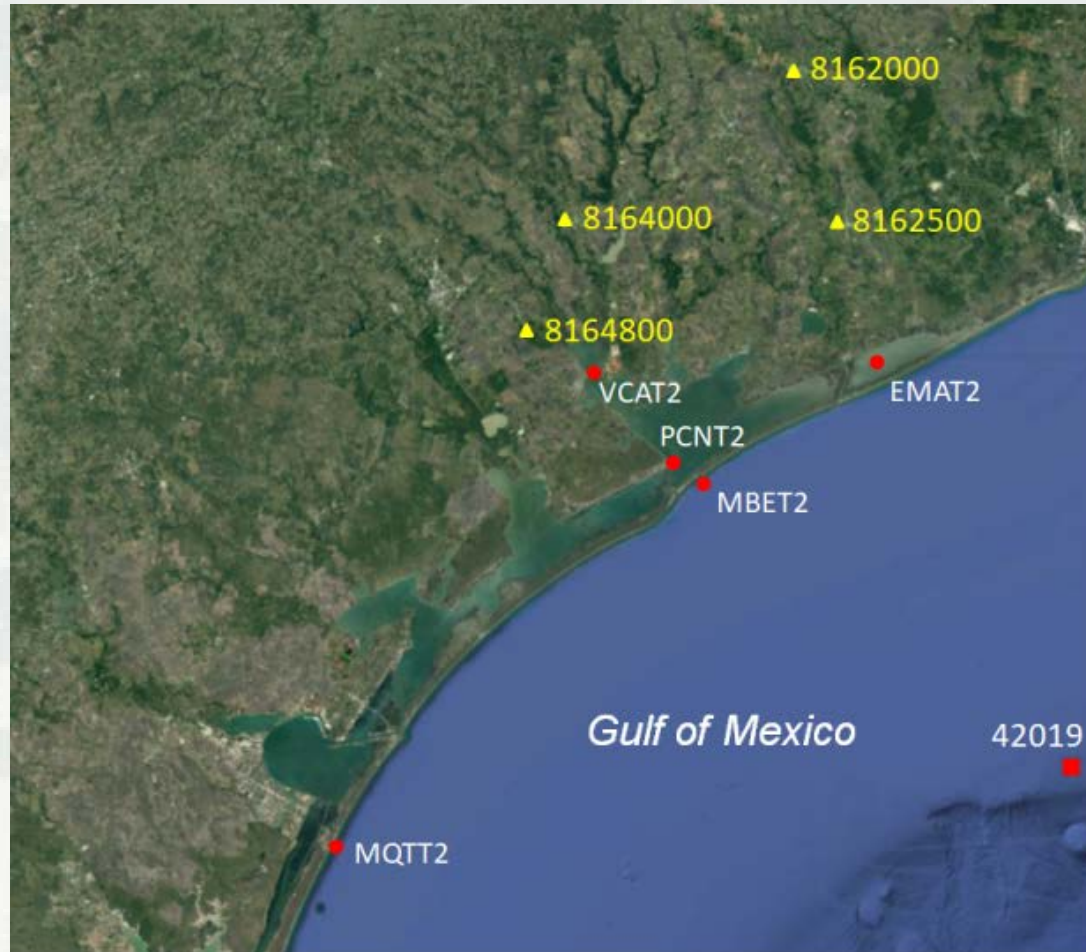 8162000
8164000
8162500
8164800
VCAT2
EMAT2
PCNT2
MBET2
Gulf of Mexico
42019
MQTT2